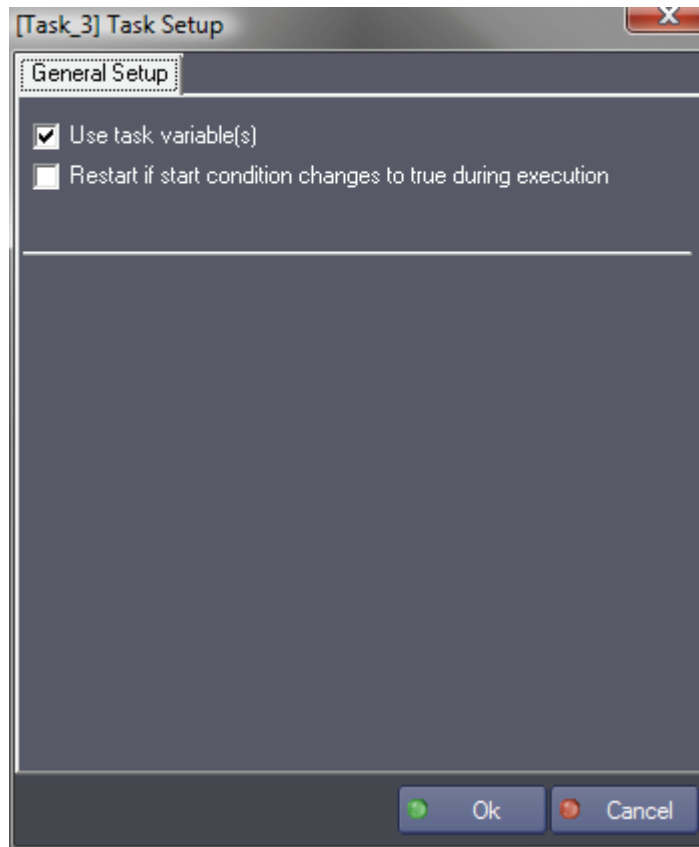 [Task_3] Task Setup
General Setup
Use task variable(s)
Restart if start condition changes to true during execution
Ok
Cancel